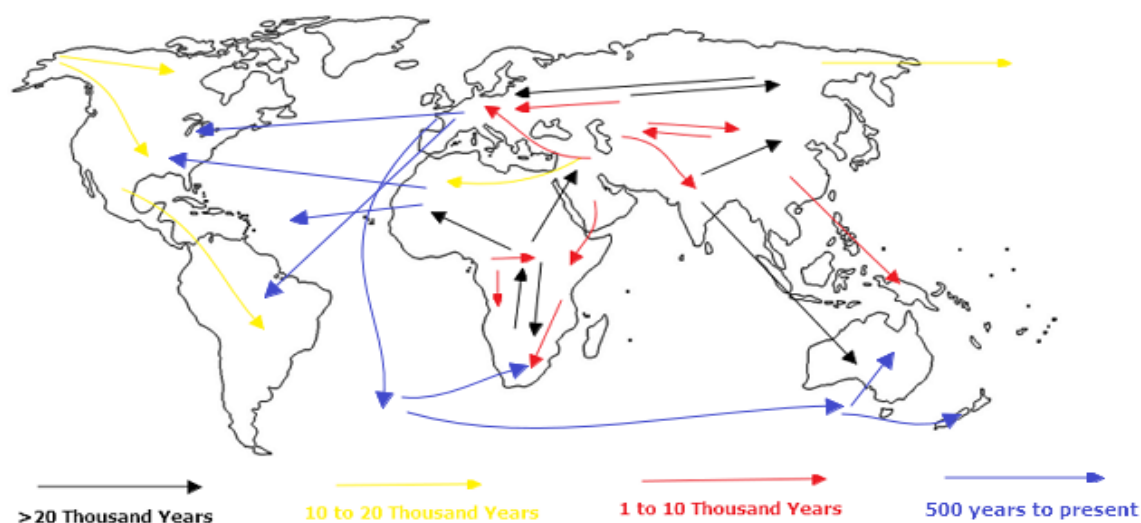 >20 Thousand Years
10 to 20 Thousand Years
1 to 10 Thousand Years
500 years to present